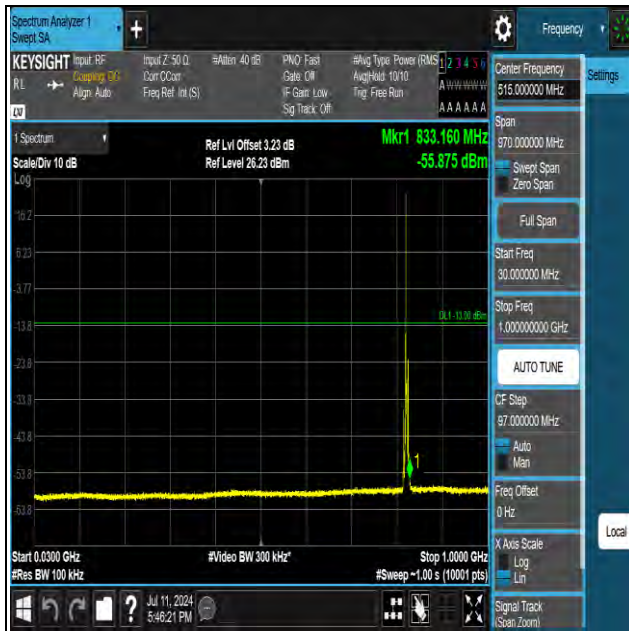 Spectrum Analyzer 1
Swept SA
Frequency
KEYSIGHT
RL
Input: RF
Coupling: DC
Align: Auto
Input Z: 50 Ω
Corr CCorr
Freq Ref: Int (S)
#Atten: 40 dB
PNO: Fast
Gate: Off
IF Gain: Low
Sig Track: Off
#Avg Type: Power (RMS
Avg|Hold: 10/10
Trig: Free Run
1 2 3 4 5 6
A W W W W W
A A A A A A
1 Spectrum
Scale/Div 10 dB
Log
Ref Lvl Offset 3.23 dB
Ref Level 26.23 dBm
Mkr1 833.160 MHz
-55.875 dBm
16.2
6.23
-3.77
-13.8
-23.8
-33.8
-43.8
-53.8
-63.8
DL1 -13.00 dBm
1
Start 0.0300 GHz
#Res BW 100 kHz
#Video BW 300 kHz*
Stop 1.0000 GHz
#Sweep ~1.00 s (10001 pts)
Jul 11, 2024
5:46:21 PM
Center Frequency
515.000000 MHz
Settings
Span
970.000000 MHz
Swept Span
Zero Span
Full Span
Start Freq
30.000000 MHz
Stop Freq
1.000000000 GHz
AUTO TUNE
CF Step
97.000000 MHz
Auto
Man
Freq Offset
0 Hz
Local
X Axis Scale
Log
Lin
Signal Track
(Span Zoom)